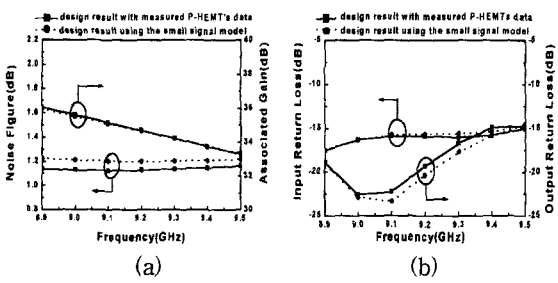 design result with measured P-HEMT's data
design result using the small signal model
2.2
2.0
1.8
1.6
1.4
1.2
1.0
0.8
Noise Figure(dB)
40
38
36
34
32
30
Associated Gain(dB)
8.9 9.0 9.1 9.2 9.3 9.4 9.5
Frequency(GHz)
(a)
design result with measured P-HEMTs data
design result using the small signal model
-5
-10
-15
-20
-25
Input Return Loss(dB)
-5
-10
-15
-20
-25
Output Return Loss(dB)
8.9 9.0 9.1 9.2 9.3 9.4 9.5
Frequency(GHz)
(b)